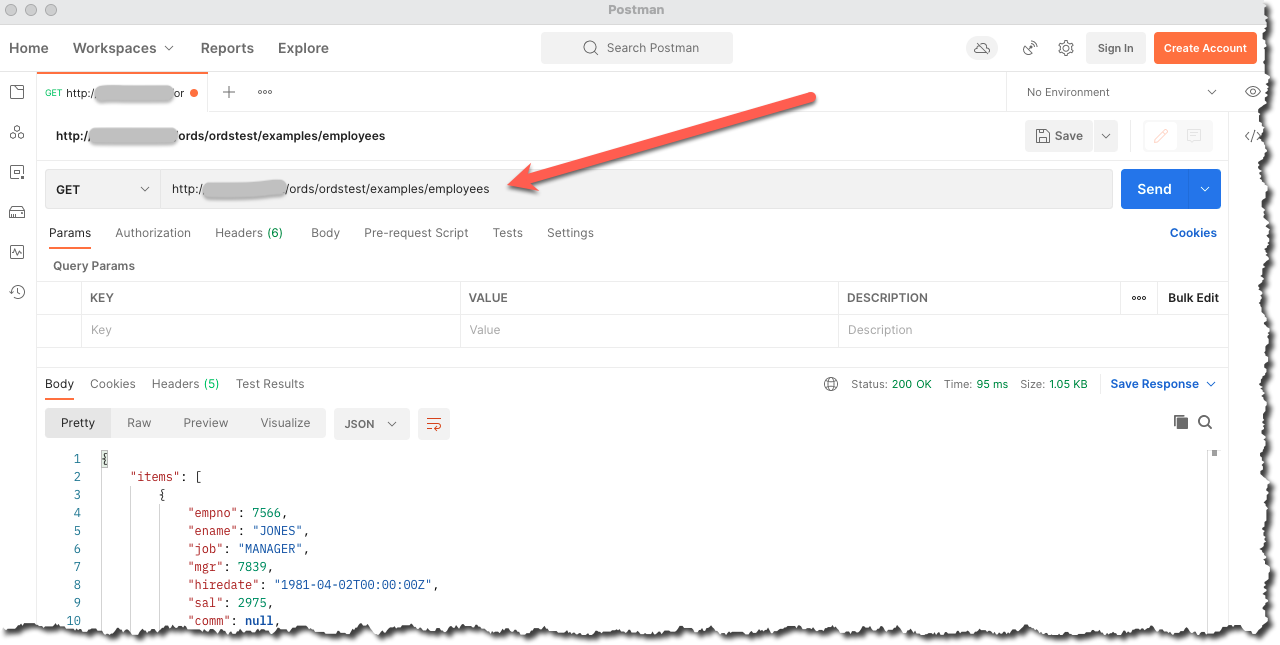 Postman
Home Workspaces Reports Explore Search Postman Sign In Create Account
GET http:/ or ••• No Environment
http:/ ords/ordstest/examples/employees Save </>
GET http:/ /ords/ordstest/examples/employees Send
Params Authorization Headers (6) Body Pre-request Script Tests Settings Cookies
Query Params
KEY VALUE DESCRIPTION ••• Bulk Edit
Key Value Description
Body Cookies Headers (5) Test Results Status: 200 OK Time: 95 ms Size: 1.05 KB Save Response
Pretty Raw Preview Visualize JSON
1 {
2 "items": [
3 {
4 "empno": 7566,
5 "ename": "JONES",
6 "job": "MANAGER",
7 "mgr": 7839,
8 "hiredate": "1981-04-02T00:00:00Z",
9 "sal": 2975,
10 "comm": null,